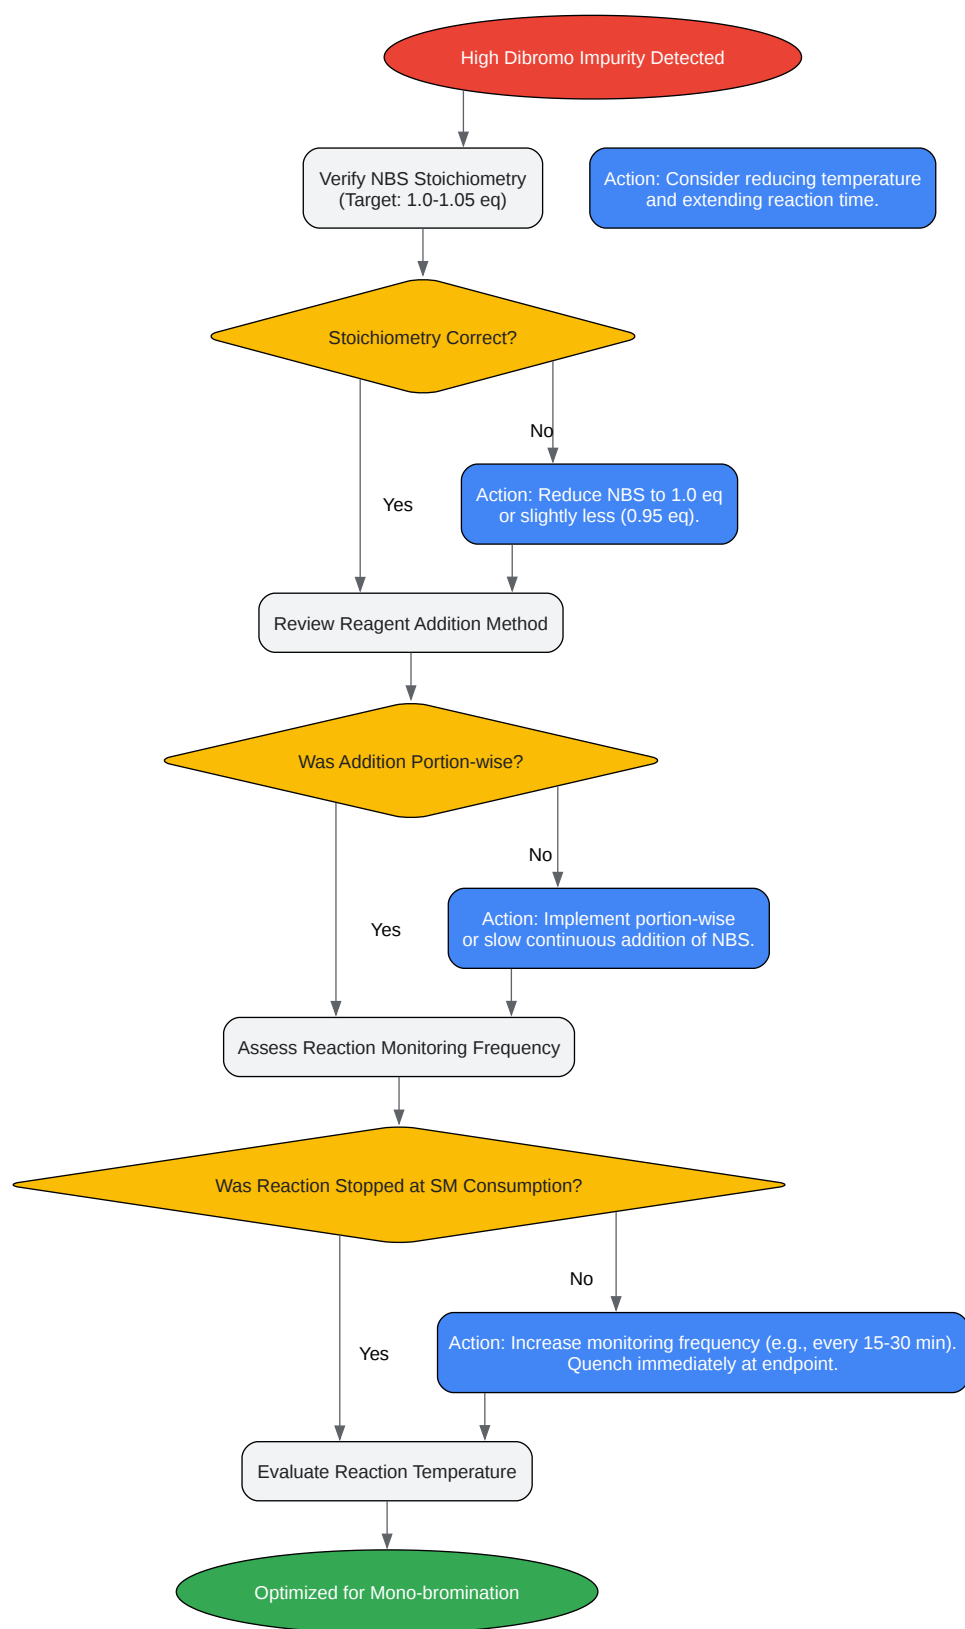 High Dibromo Impurity Detected
Verify NBS Stoichiometry
(Target: 1.0-1.05 eq)
Action: Consider reducing temperature
and extending reaction time.
Stoichiometry Correct?
No
Action: Reduce NBS to 1.0 eq
or slightly less (0.95 eq).
Yes
Review Reagent Addition Method
Was Addition Portion-wise?
No
Action: Implement portion-wise
or slow continuous addition of NBS.
Yes
Assess Reaction Monitoring Frequency
Was Reaction Stopped at SM Consumption?
No
Action: Increase monitoring frequency (e.g., every 15-30 min).
Quench immediately at endpoint.
Yes
Evaluate Reaction Temperature
Optimized for Mono-bromination